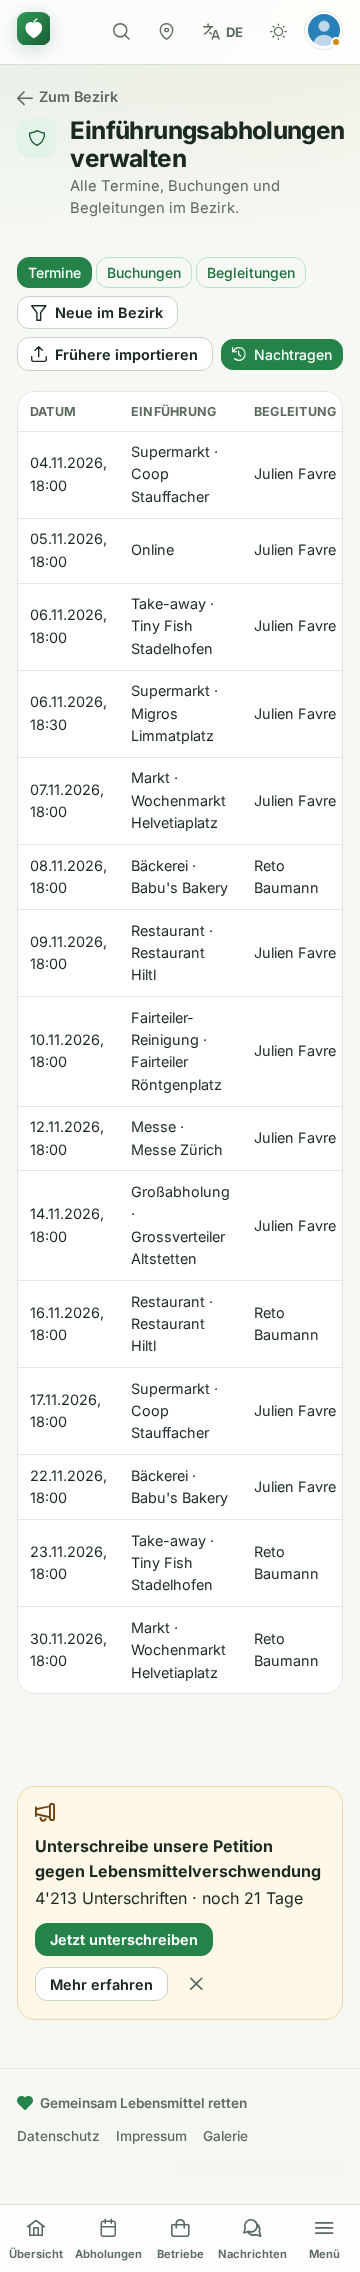 DE
Zum Bezirk
Einführungsabholungen
verwalten
Alle Termine, Buchungen und
Begleitungen im Bezirk.
Termine
Buchungen
Begleitungen
Neue im Bezirk
Frühere importieren
Nachtragen
DATUM EINFÜHRUNG BEGLEITUNG
04.11.2026,
18:00
Supermarkt ·
Coop
Stauffacher
Julien Favre
05.11.2026,
18:00
Online
Julien Favre
06.11.2026,
18:00
Take-away ·
Tiny Fish
Stadelhofen
Julien Favre
06.11.2026,
18:30
Supermarkt ·
Migros
Limmatplatz
Julien Favre
07.11.2026,
18:00
Markt ·
Wochenmarkt
Helvetiaplatz
Julien Favre
08.11.2026,
18:00
Bäckerei ·
Babu's Bakery
Reto
Baumann
09.11.2026,
18:00
Restaurant ·
Restaurant
Hiltl
Julien Favre
10.11.2026,
18:00
Fairteiler-
Reinigung ·
Fairteiler
Röntgenplatz
Julien Favre
12.11.2026,
18:00
Messe ·
Messe Zürich
Julien Favre
14.11.2026,
18:00
Großabholung
·
Grossverteiler
Altstetten
Julien Favre
16.11.2026,
18:00
Restaurant ·
Restaurant
Hiltl
Reto
Baumann
17.11.2026,
18:00
Supermarkt ·
Coop
Stauffacher
Julien Favre
22.11.2026,
18:00
Bäckerei ·
Babu's Bakery
Julien Favre
23.11.2026,
18:00
Take-away ·
Tiny Fish
Stadelhofen
Reto
Baumann
30.11.2026,
18:00
Markt ·
Wochenmarkt
Helvetiaplatz
Reto
Baumann
Unterschreibe unsere Petition
gegen Lebensmittelverschwendung
4'213 Unterschriften · noch 21 Tage
Jetzt unterschreiben
Mehr erfahren
Gemeinsam Lebensmittel retten
Datenschutz Impressum Galerie
Übersicht Abholungen Betriebe Nachrichten Menü